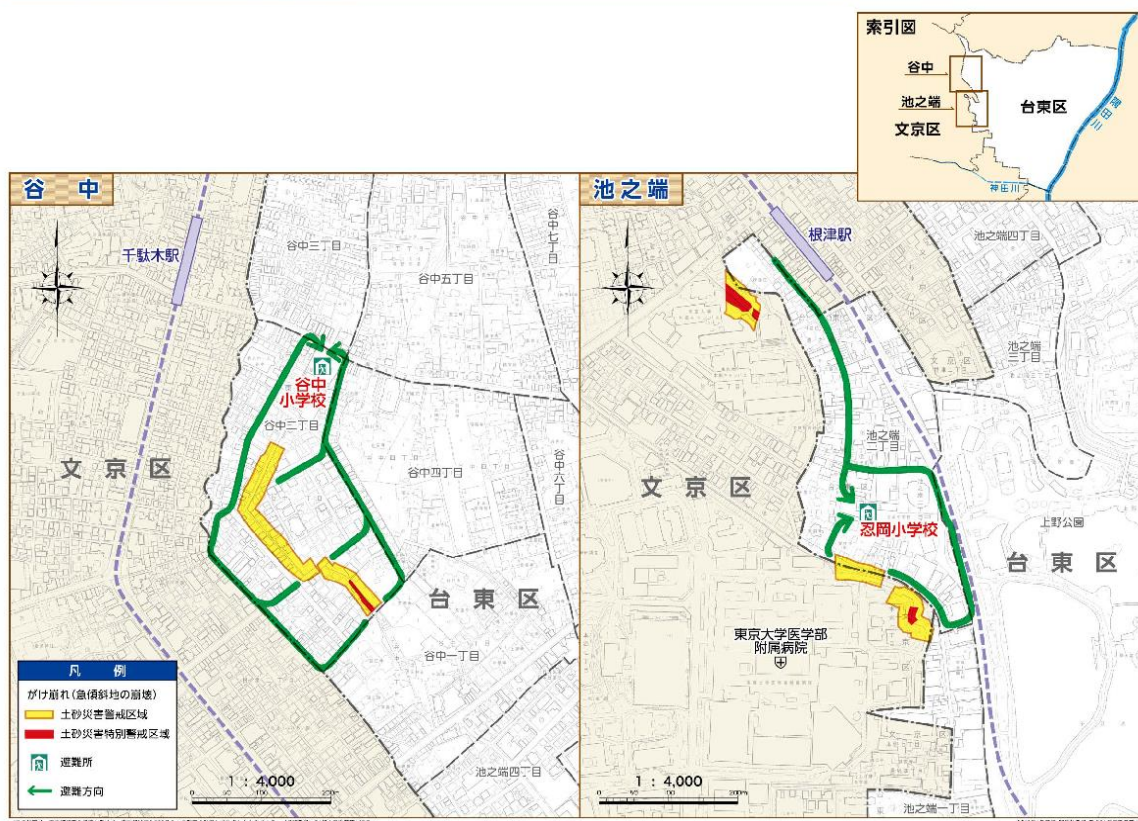 索引図
谷中
池之端
文京区
台東区
隅田川
神田川
谷 中
千駄木駅
谷中三丁目
谷中七丁目
谷中五丁目
谷中
小学校
谷中二丁目
文 京 区
谷中四丁目
谷中六丁目
台 東 区
谷中一丁目
池之端四丁目
凡 例
がけ崩れ(急傾斜地の崩壊)
土砂災害警戒区域
土砂災害特別警戒区域
避難所
避難方向
1 : 4,000
0
50
100
200m
池之端
根津駅
池之端四丁目
池之端
三丁目
池之端
二丁目
文 京 区
忍岡小学校
上野公園
台 東 区
東京大学医学部
附属病院
1 : 4,000
0
50
100
200m
池之端一丁目